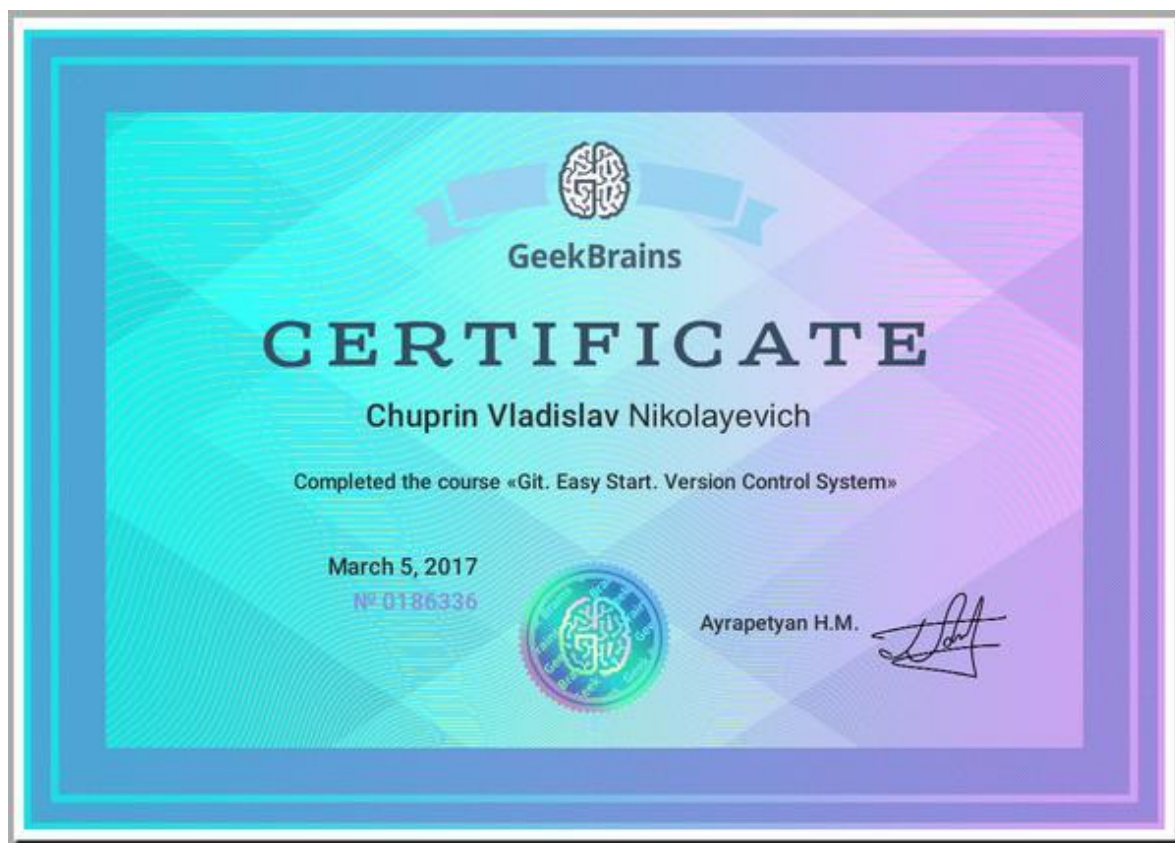 GeekBrains
CERTIFICATE
Chuprin Vladislav Nikolayevich
Completed the course «Git. Easy Start. Version Control System»
March 5, 2017
№ 0186336
Ayrapetyan H.M.